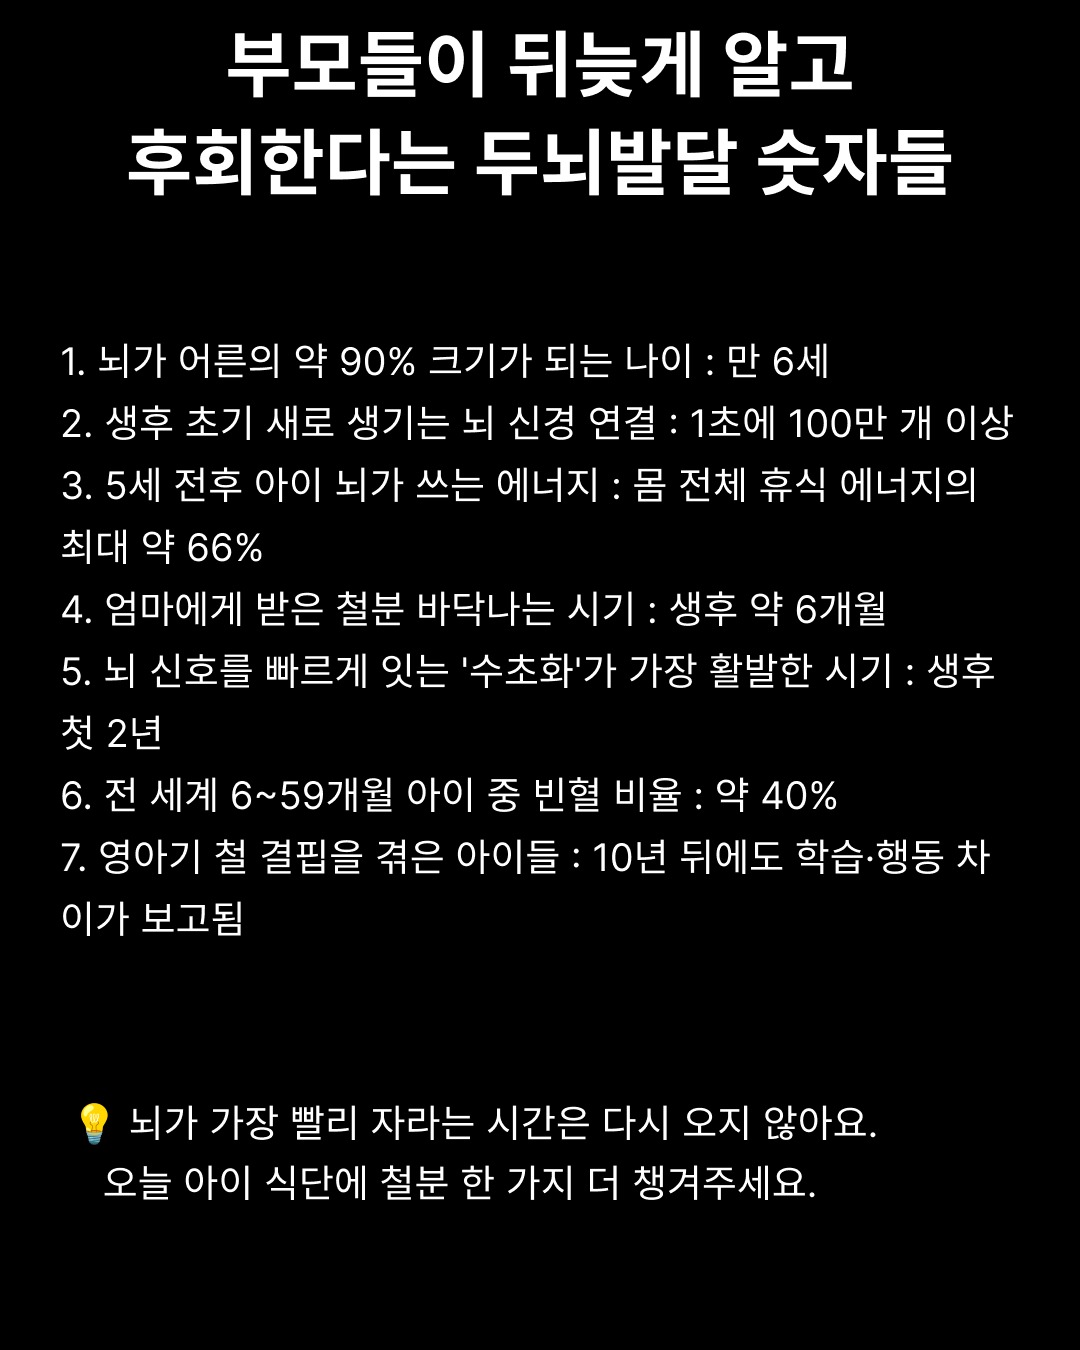 부모들이 뒤늦게 알고
후회한다는 두뇌발달 숫자들
1. 뇌가 어른의 약 90% 크기가 되는 나이 : 만 6세
2. 생후 초기 새로 생기는 뇌 신경 연결 : 1초에 100만 개 이상
3. 5세 전후 아이 뇌가 쓰는 에너지 : 몸 전체 휴식 에너지의
최대 약 66%
4. 엄마에게 받은 철분 바닥나는 시기 : 생후 약 6개월
5. 뇌 신호를 빠르게 잇는 '수초화'가 가장 활발한 시기 : 생후
첫 2년
6. 전 세계 6~59개월 아이 중 빈혈 비율 : 약 40%
7. 영아기 철 결핍을 겪은 아이들 : 10년 뒤에도 학습·행동 차
이가 보고됨
💡 뇌가 가장 빨리 자라는 시간은 다시 오지 않아요.
오늘 아이 식단에 철분 한 가지 더 챙겨주세요.